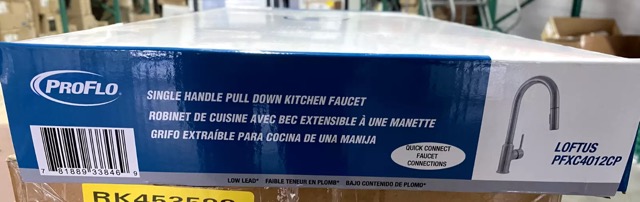 PROFLO.
SINGLE HANDLE PULL DOWN KITCHEN FAUCET
ROBINET DE CUISINE AVEC BEC EXTENSIBLE À UNE MANETTE
GRIFO EXTRAÍBLE PARA COCINA DE UNA MANIJA
QUICK CONNECT
FAUCET
CONNECTIONS
LOFTUS
PFXC4012CP
7 81889 33846 9
LOW LEAD* FAIBLE TENEUR EN PLOMB* BAJO CONTENIDO DE PLOMO*